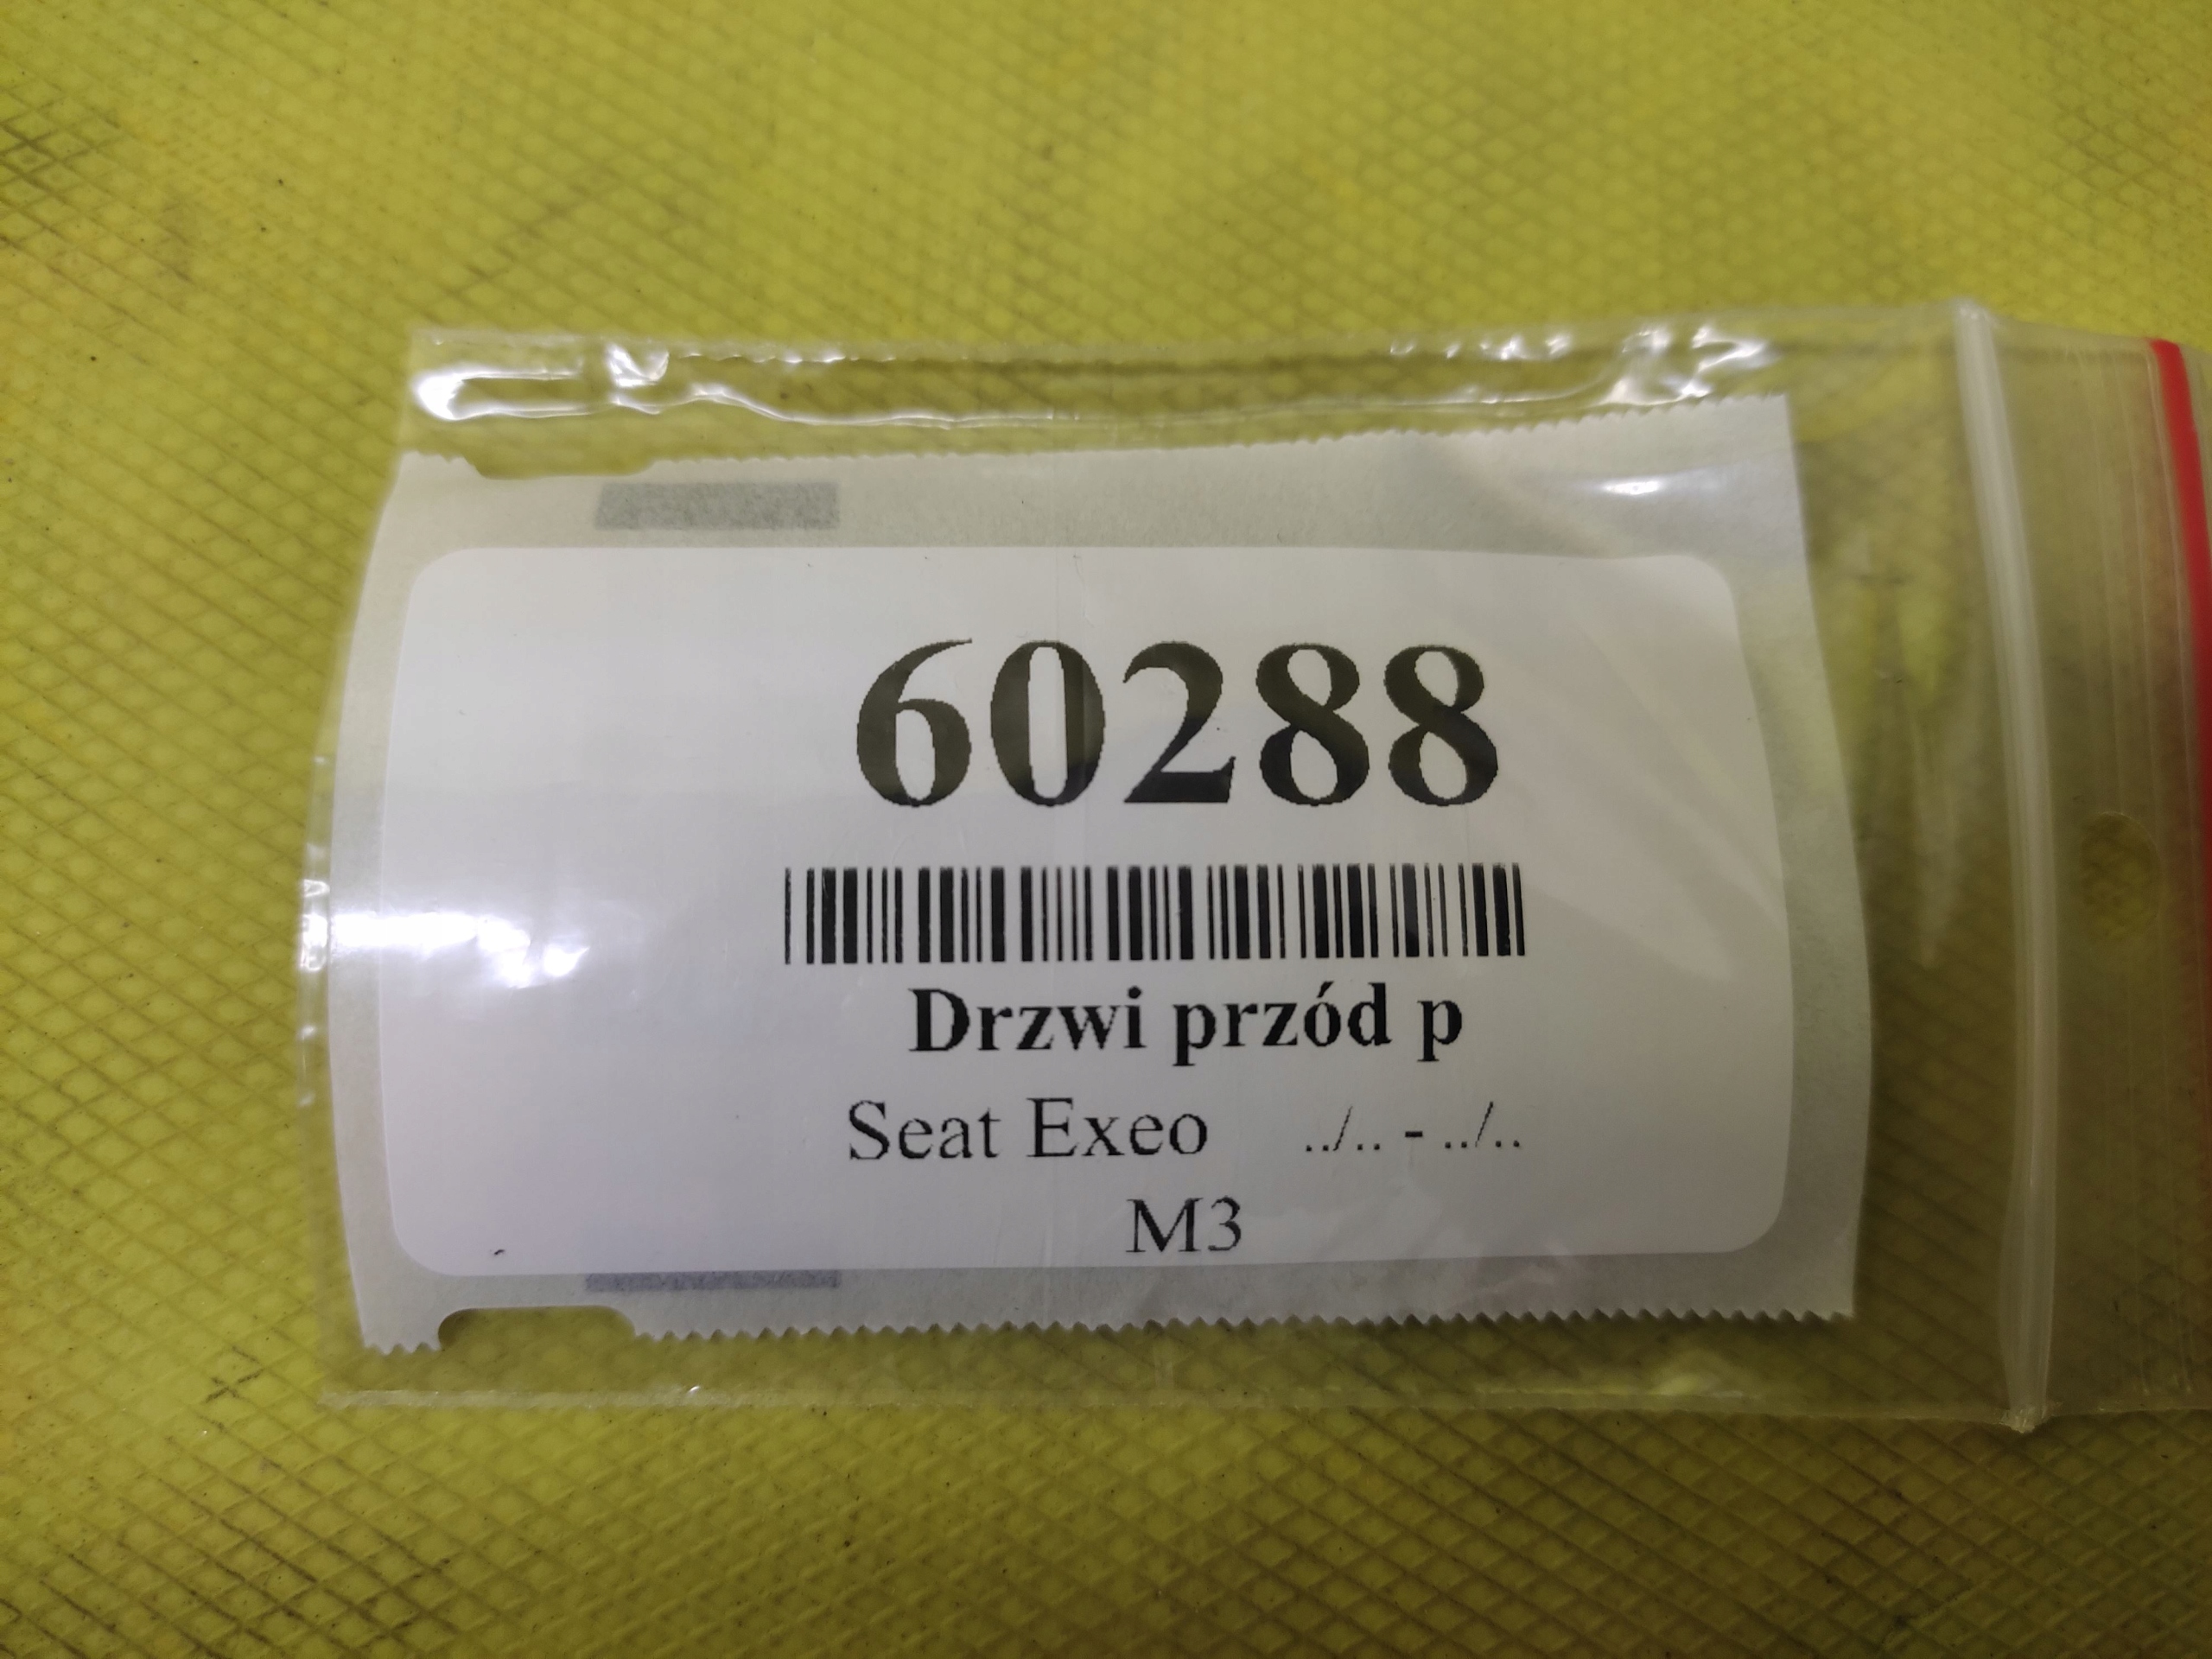 60288
Drzwi przód p
Seat Exeo ../.. - ../..
M3